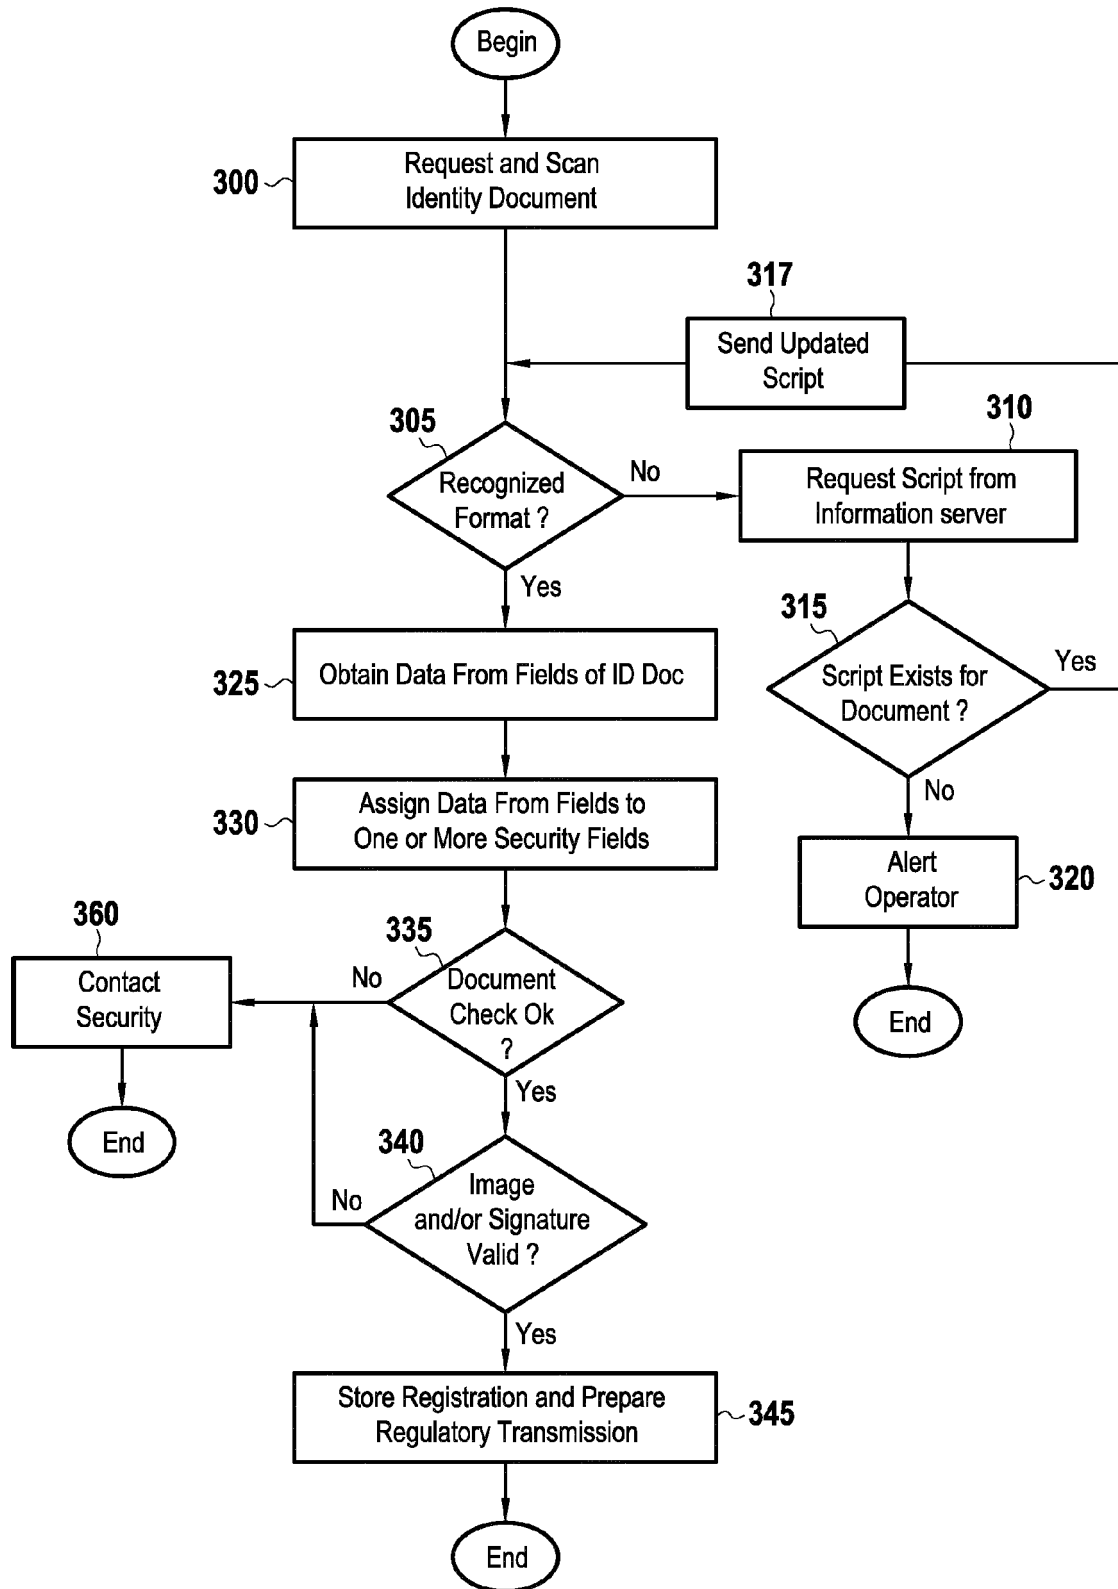 Begin
300
Request and Scan
Identity Document
317
Send Updated
Script
305
Recognized
Format ?
No
Yes
310
Request Script from
Information server
315
Script Exists for
Document ?
Yes
No
325
Obtain Data From Fields of ID Doc
330
Assign Data From Fields to
One or More Security Fields
Alert
Operator
320
End
335
Document
Check Ok
?
No
Yes
360
Contact
Security
End
340
Image
and/or Signature
Valid ?
No
Yes
Store Registration and Prepare
Regulatory Transmission
345
End